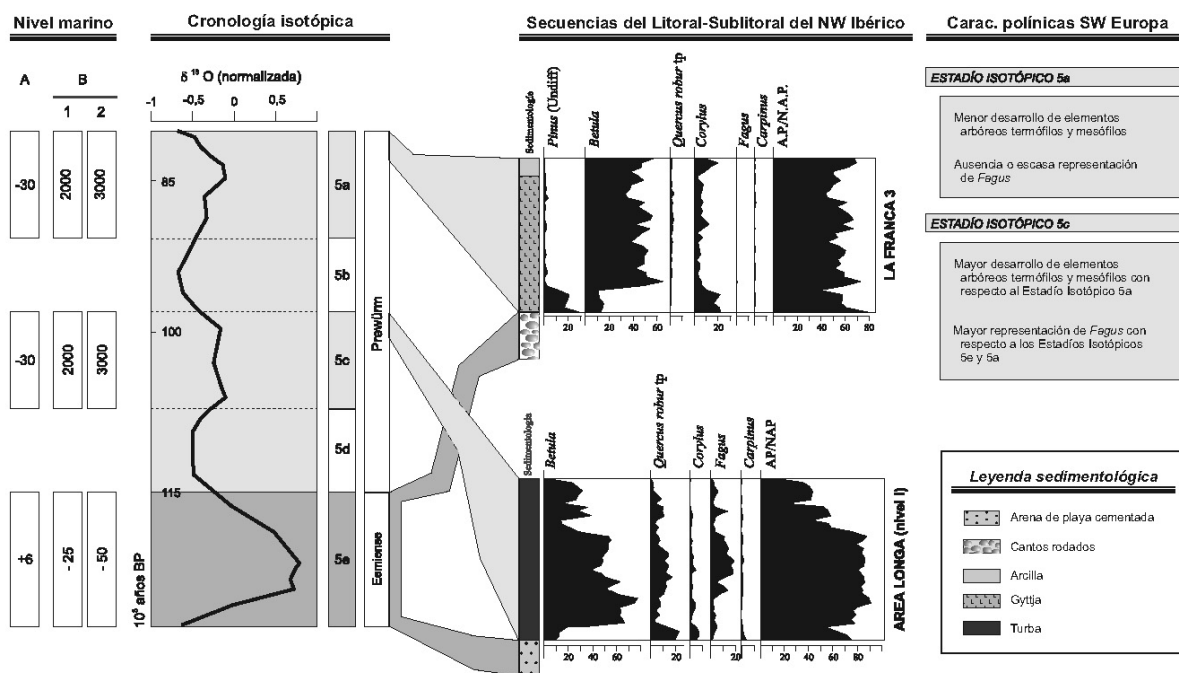 Nivel marino
Cronología isotópica
Secuencias del Litoral-Sublitoral del NW Ibérico
Carac. polínicas SW Europa
A
B
1
2
-30
2000
3000
-30
2000
3000
+6
- 25
- 50
δ 18 O (normalizada)
-1
-0,5
0
0,5
85
100
115
10⁵ años BP
5a
5b
5c
5d
5e
Prewürm
Eemiense
Sedimentología
Pinus (Undiff)
Betula
Quercus robur tp
Corylus
Fagus
Carpinus
A.P./N.A.P.
LA FRANCA 3
20
20
40
60
20
20
40
60
80
Sedimentología
Betula
Quercus robur tp
Corylus
Fagus
Carpinus
AP/NAP
AREA LONGA (nivel I)
20
40
60
20
20
20
40
60
80
ESTADÍO ISOTÓPICO 5a
Menor desarrollo de elementos
arbóreos termófilos y mesófilos
Ausencia o escasa representación
de Fagus
ESTADÍO ISOTÓPICO 5c
Mayor desarrollo de elementos
arbóreos termófilos y mesófilos con
respecto al Estadío Isotópico 5a
Mayor representación de Fagus con
respecto a los Estadíos Isotópicos
5e y 5a
Leyenda sedimentológica
Arena de playa cementada
Cantos rodados
Arcilla
Gyttja
Turba